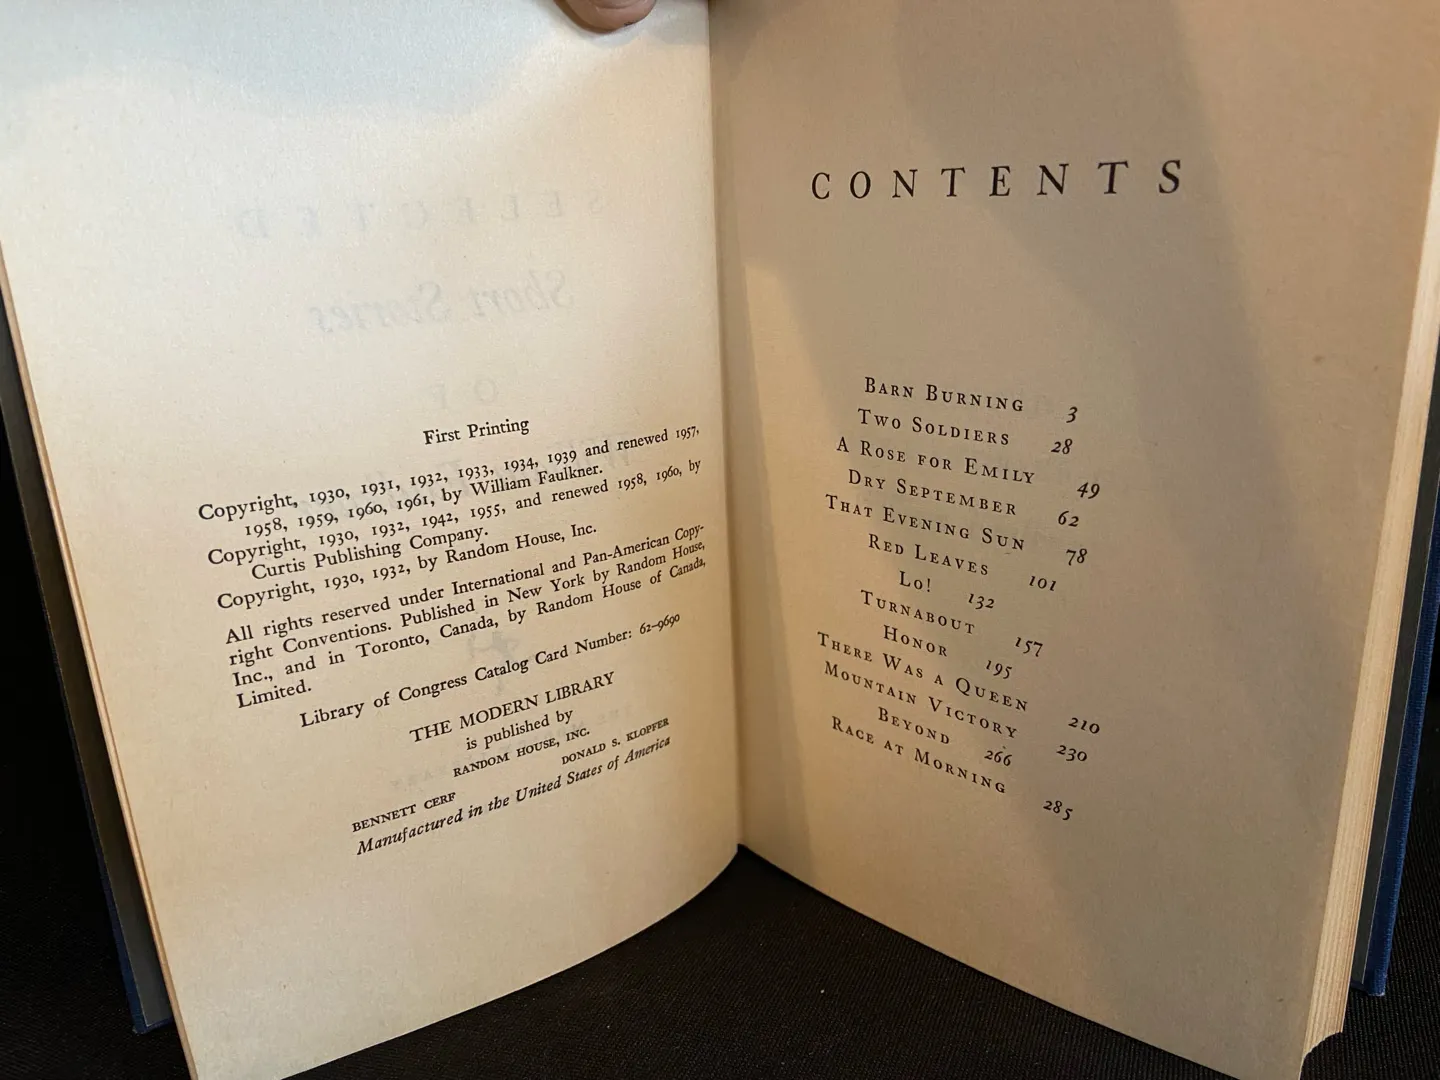 First Printing
Copyright, 1930, 1931, 1932, 1933, 1934, 1939 and renewed 1957,
1958, 1959, 1960, 1961, by William Faulkner.
Copyright, 1930, 1932, 1942, 1955, and renewed 1958, 1960, by
Curtis Publishing Company.
Copyright, 1930, 1932, by Random House, Inc.
All rights reserved under International and Pan-American Copy-
right Conventions. Published in New York by Random House,
Inc., and in Toronto, Canada, by Random House of Canada,
Limited.
Library of Congress Catalog Card Number: 62-9690
THE MODERN LIBRARY
is published by
RANDOM HOUSE, INC.
BENNETT CERF DONALD S. KLOPFER
Manufactured in the United States of America
CONTENTS
BARN BURNING 3
TWO SOLDIERS 28
A ROSE FOR EMILY 49
DRY SEPTEMBER 62
THAT EVENING SUN 78
RED LEAVES 101
LO! 132
TURNABOUT 157
HONOR 195
THERE WAS A QUEEN 210
MOUNTAIN VICTORY 230
BEYOND 266
RACE AT MORNING 285